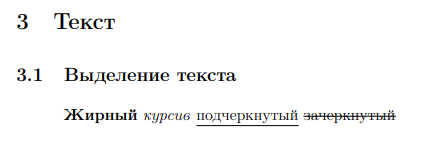 3 Текст
3.1 Выделение текста
Жирный курсив подчеркнутый зачеркнутый